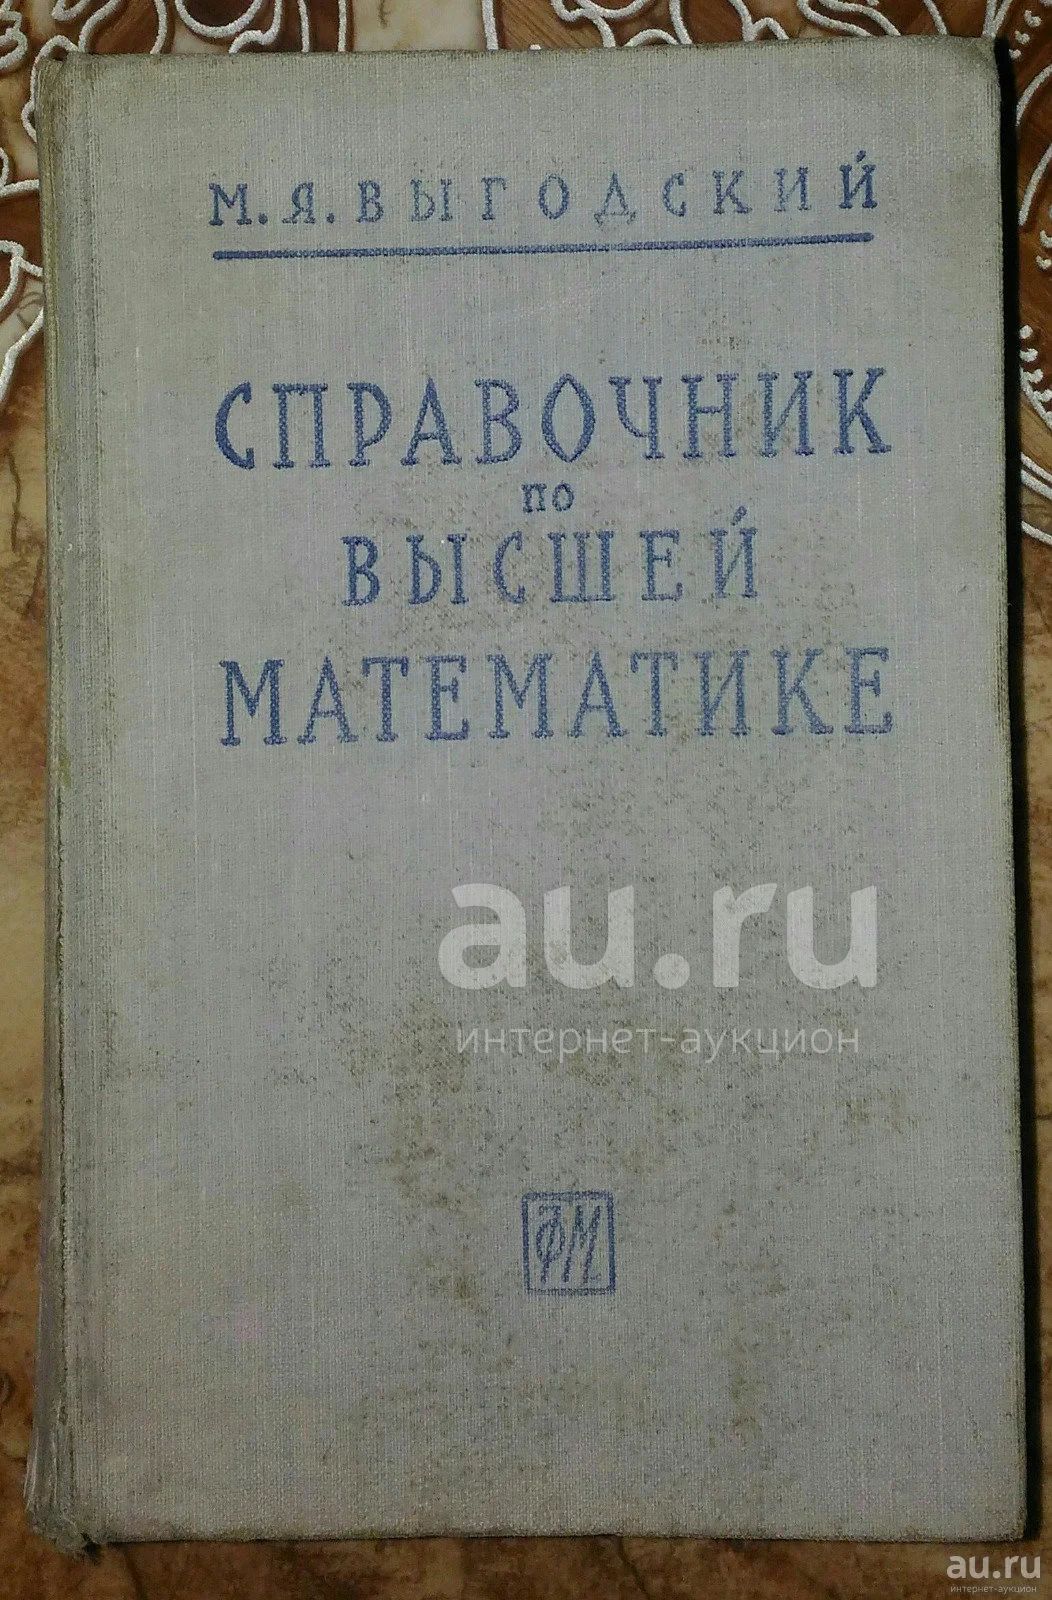 М.Я.ВЫГОДСКИЙ
СПРАВОЧНИК
ПО
ВЫСШЕЙ
МАТЕМАТИКЕ
au.ru
интернет-аукцион
ФМ
au.ru
интернет-аукцион